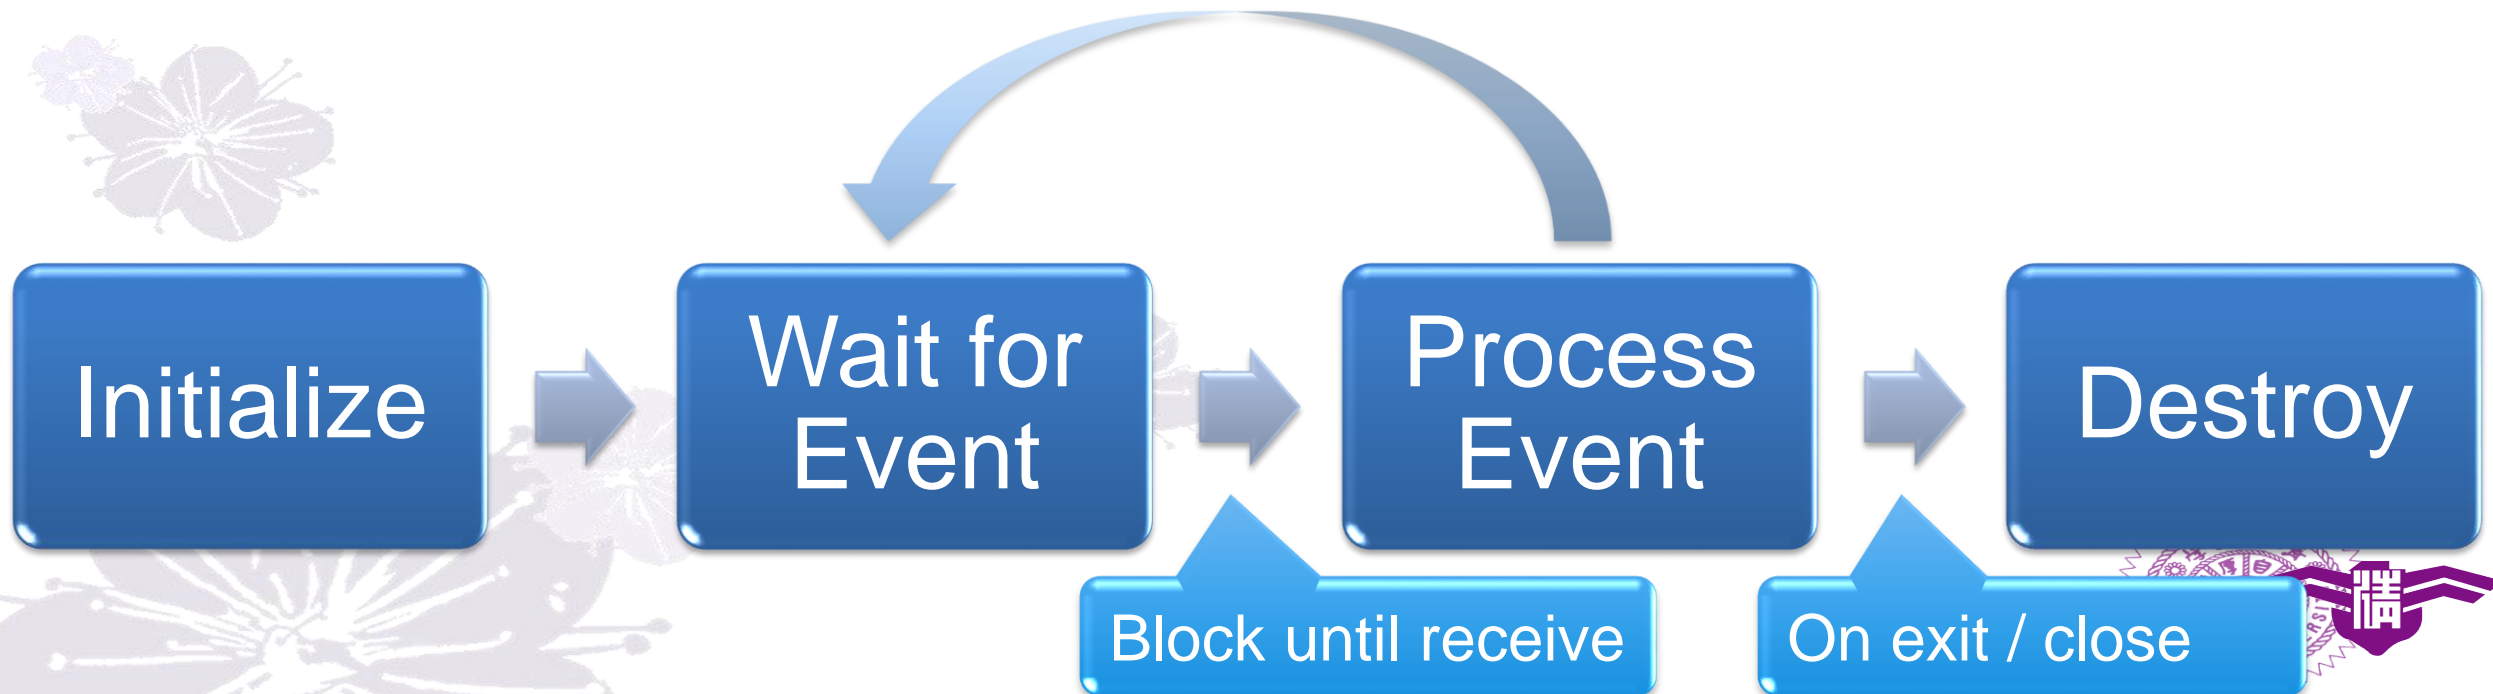 Initialize
Wait for
Event
Process
Event
Destroy
Block until receive
On exit / close